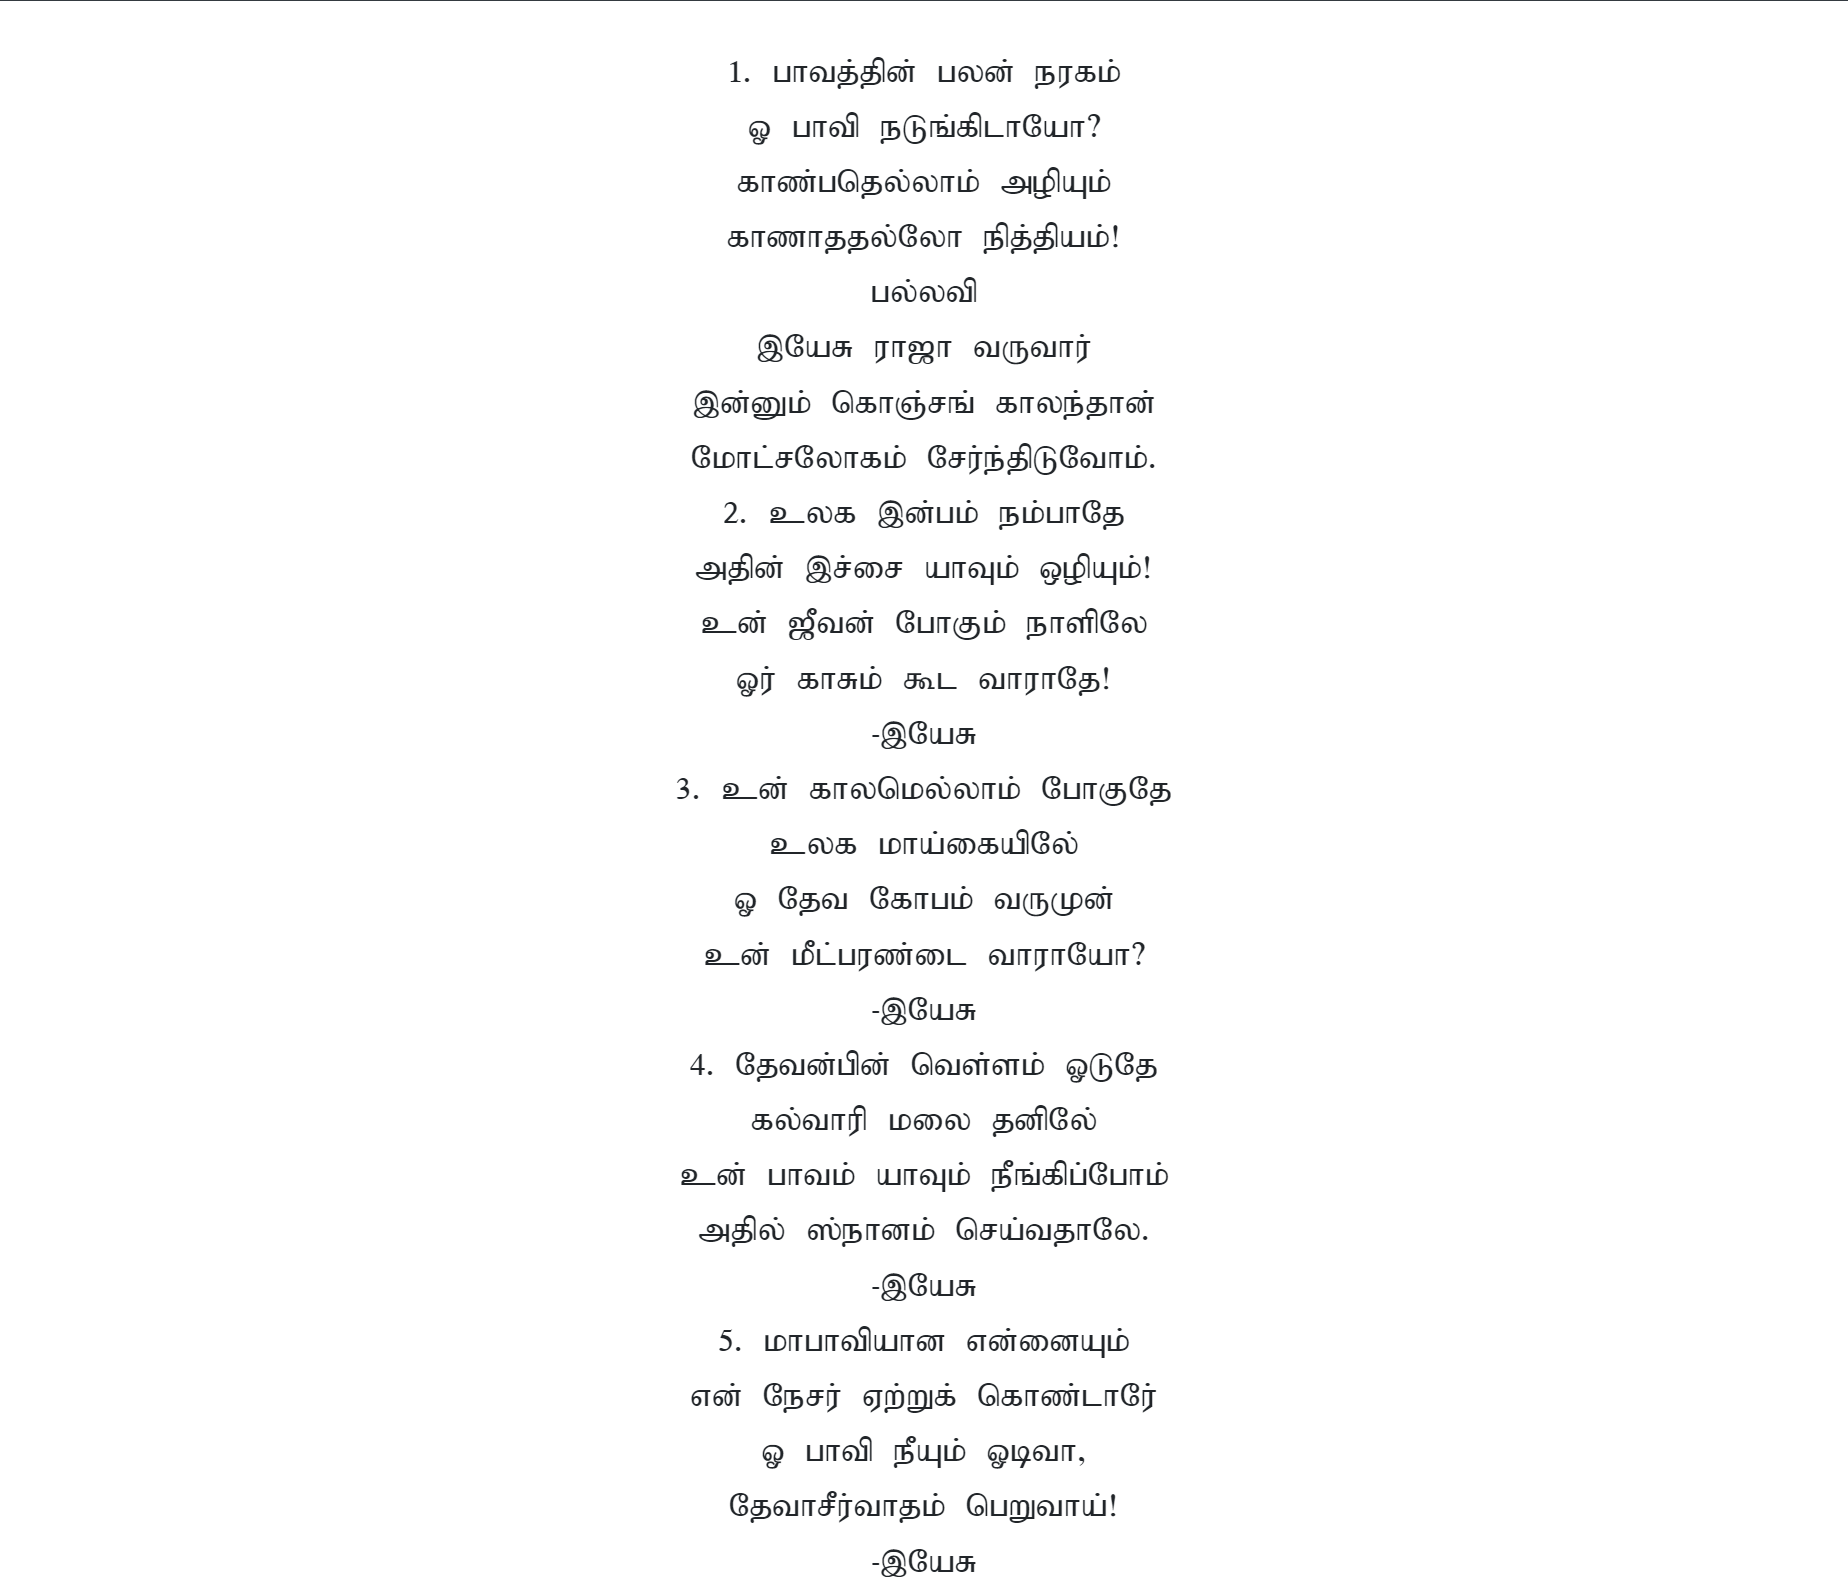 1. பாவத்தின் பலன் நரகம்
ஓ பாவி நடுங்கிடாயோ?
காண்பதெல்லாம் அழியும்
காணாததல்லோ நித்தியம்!
பல்லவி
இயேசு ராஜா வருவார்
இன்னும் கொஞ்சங் காலந்தான்
மோட்சலோகம் சேர்ந்திடுவோம்.
2. உலக இன்பம் நம்பாதே
அதின் இச்சை யாவும் ஒழியும்!
உன் ஜீவன் போகும் நாளிலே
ஓர் காசும் கூட வாராதே!
-இயேசு
3. உன் காலமெல்லாம் போகுதே
உலக மாய்கையிலே்
ஓ தேவ கோபம் வருமுன்
உன் மீட்பரண்டை வாராயோ?
-இயேசு
4. தேவன்பின் வெள்ளம் ஓடுதே
கல்வாரி மலை தனிலே்
உன் பாவம் யாவும் நீங்கிப்போம்
அதில் ஸ்நானம் செய்வதாலே.
-இயேசு
5. மாபாவியான என்னையும்
என் நேசர் ஏற்றுக் கொண்டாரே்
ஓ பாவி நீயும் ஓடிவா,
தேவாசீர்வாதம் பெறுவாய்!
-இயேசு